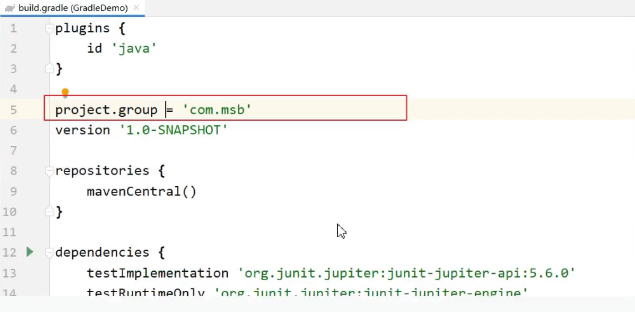 build.gradle (GradleDemo)
1 plugins {
2 id 'java'
3 }
4
5 project.group = 'com.msb'
6 version '1.0-SNAPSHOT'
7
8 repositories {
9 mavenCentral()
10 }
11
12 dependencies {
13 testImplementation 'org.junit.jupiter:junit-jupiter-api:5.6.0'
14 testRuntimeOnly 'org.junit.jupiter:junit-jupiter-engine'